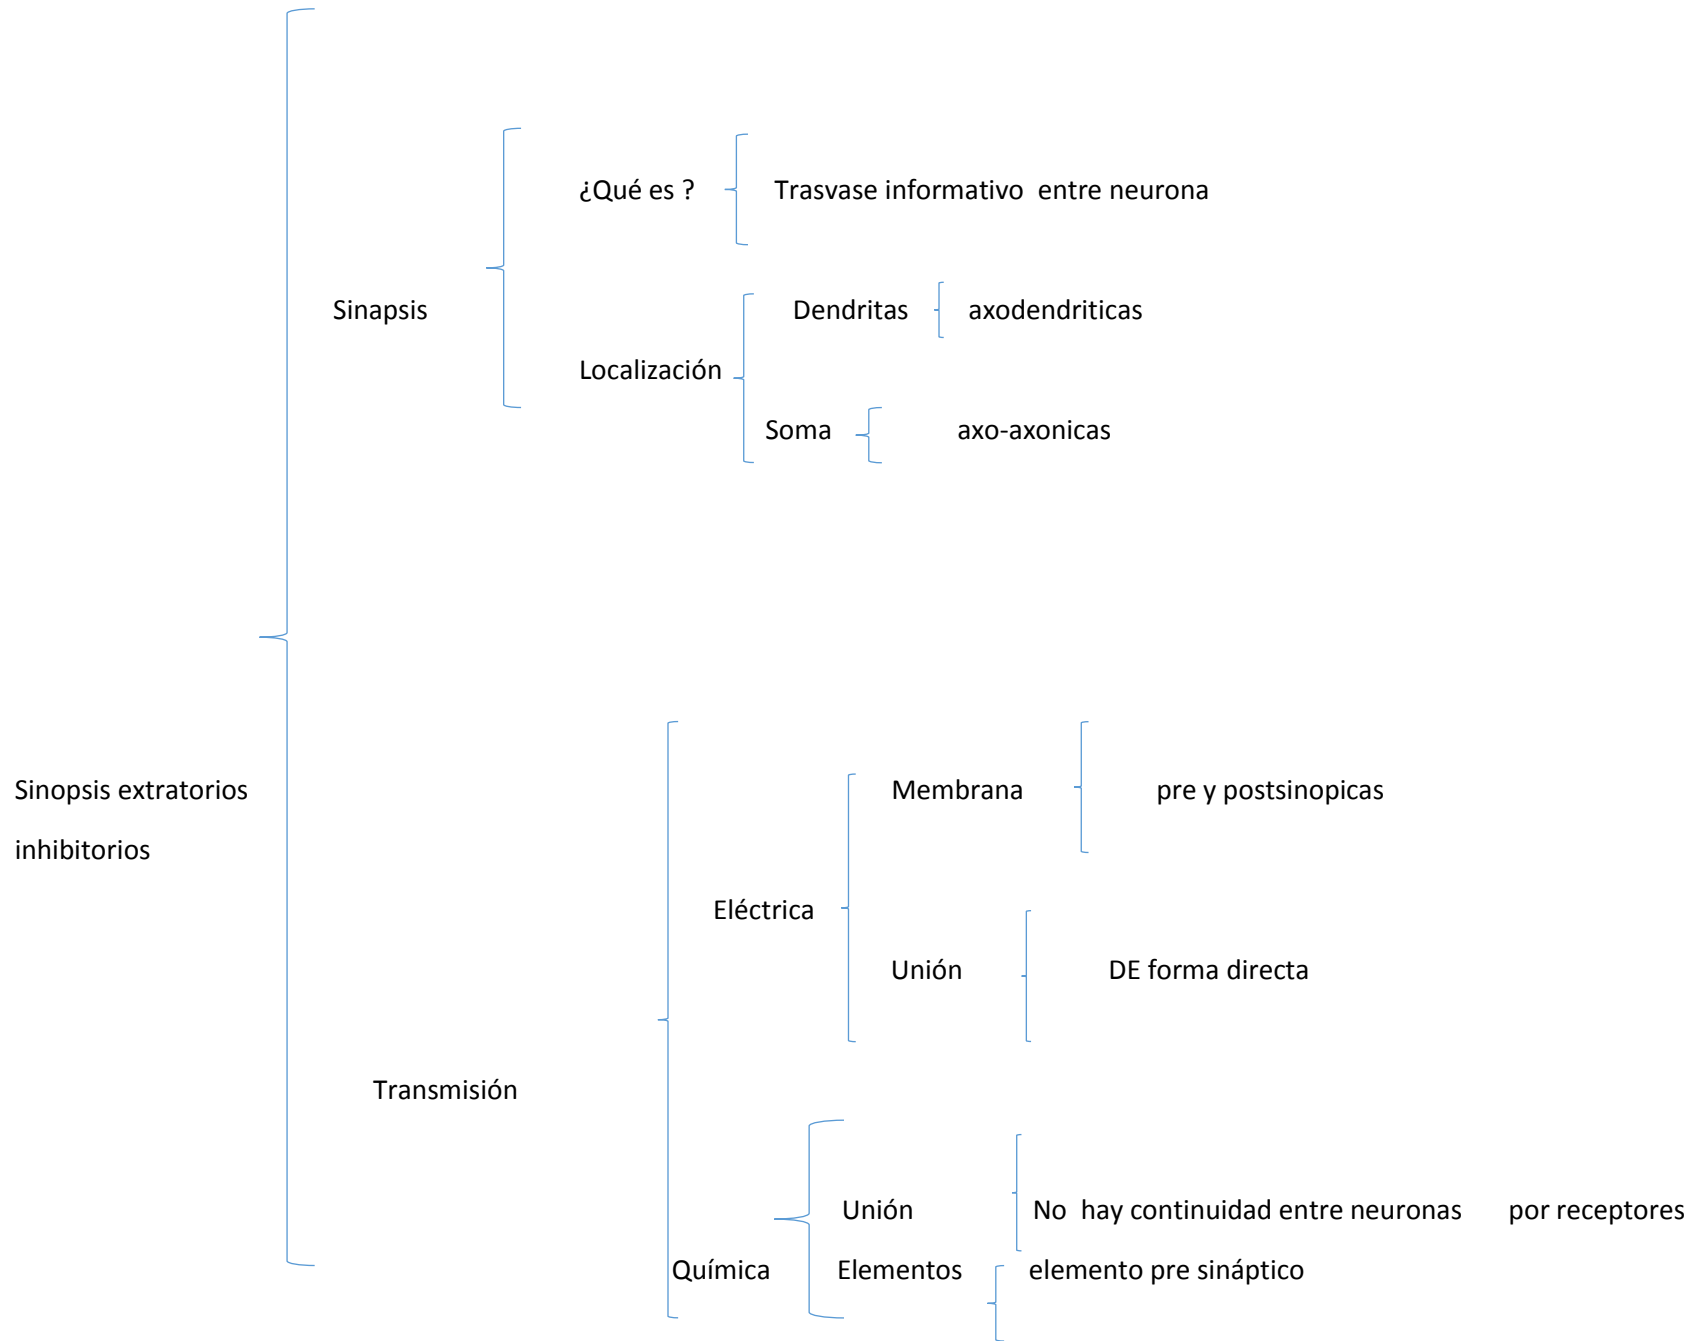 ¿Qué es ? Trasvase informativo entre neurona
Sinapsis Dendritas axodendriticas
Localización
Soma axo-axonicas
Sinopsis extratorios Membrana pre y postsinopicas
inhibitorios
Eléctrica
Unión DE forma directa
Transmisión
Unión No hay continuidad entre neuronas por receptores
Química Elementos elemento pre sináptico